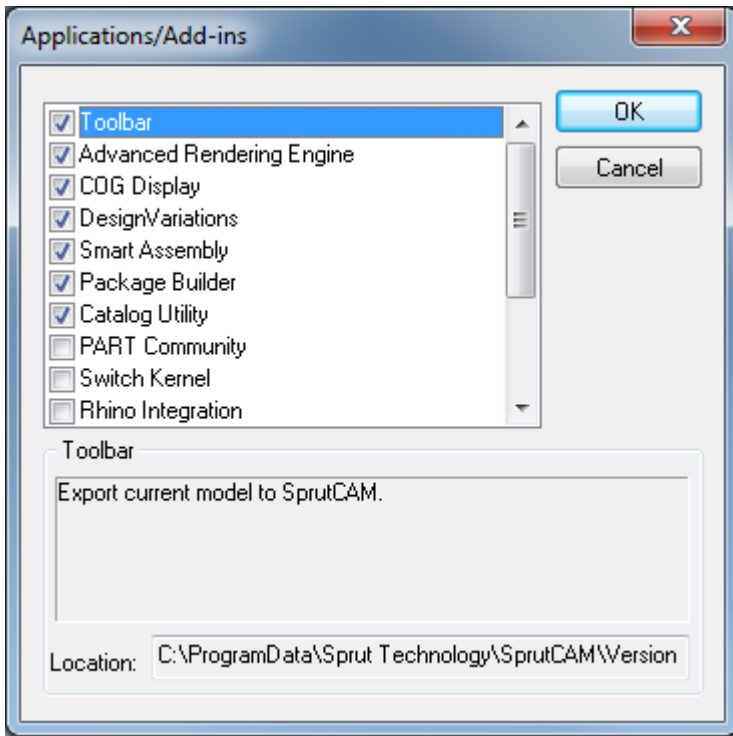 Applications/Add-ins
Toolbar
Advanced Rendering Engine
COG Display
DesignVariations
Smart Assembly
Package Builder
Catalog Utility
PART Community
Switch Kernel
Rhino Integration
OK
Cancel
Toolbar
Export current model to SprutCAM.
Location: C:\ProgramData\Sprut Technology\SprutCAM\Version